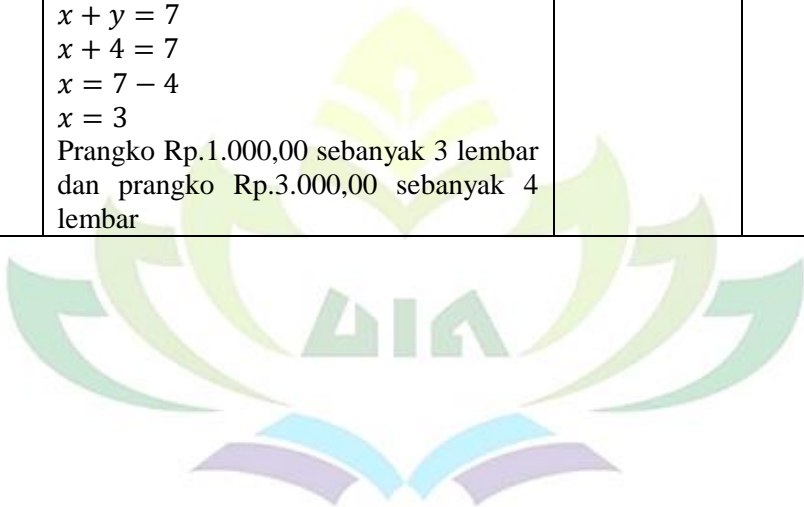 x + y = 7
x + 4 = 7
x = 7 − 4
x = 3
Prangko Rp.1.000,00 sebanyak 3 lembar
dan prangko Rp.3.000,00 sebanyak 4
lembar
UIN